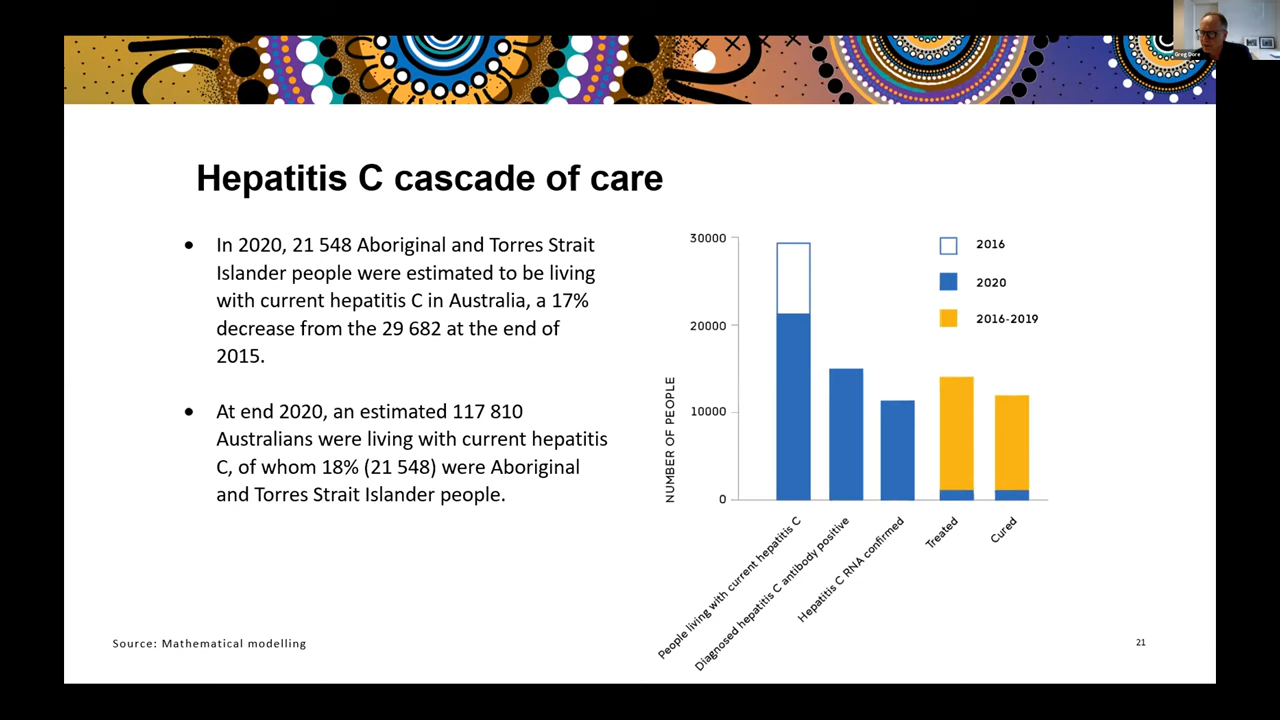 Greg Dore
Hepatitis C cascade of care
• In 2020, 21 548 Aboriginal and Torres Strait
Islander people were estimated to be living
with current hepatitis C in Australia, a 17%
decrease from the 29 682 at the end of
2015.
• At end 2020, an estimated 117 810
Australians were living with current hepatitis
C, of whom 18% (21 548) were Aboriginal
and Torres Strait Islander people.
NUMBER OF PEOPLE
30000
20000
10000
0
2016
2020
2016-2019
People living with current hepatitis C
Diagnosed hepatitis C antibody positive
Hepatitis C RNA confirmed
Treated
Cured
Source: Mathematical modelling
21